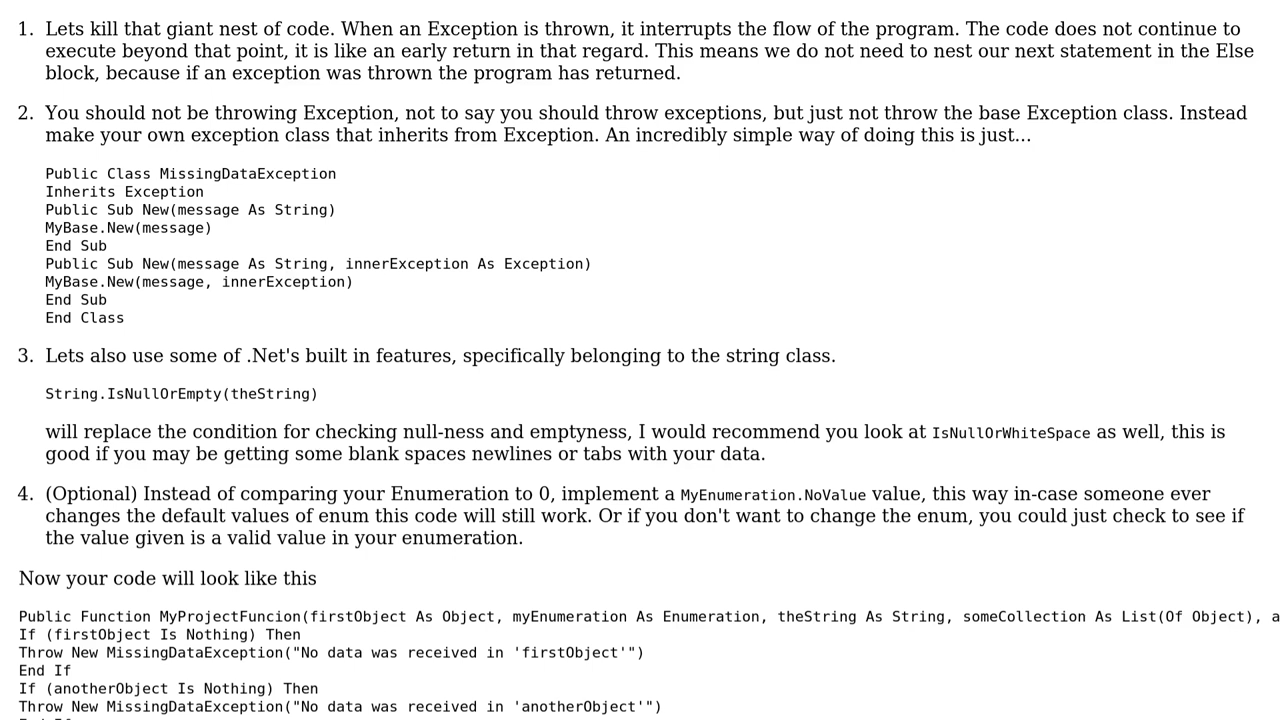 1. Lets kill that giant nest of code. When an Exception is thrown, it interrupts the flow of the program. The code does not continue to
execute beyond that point, it is like an early return in that regard. This means we do not need to nest our next statement in the Else
block, because if an exception was thrown the program has returned.
2. You should not be throwing Exception, not to say you should throw exceptions, but just not throw the base Exception class. Instead
make your own exception class that inherits from Exception. An incredibly simple way of doing this is just...
Public Class MissingDataException
Inherits Exception
Public Sub New(message As String)
MyBase.New(message)
End Sub
Public Sub New(message As String, innerException As Exception)
MyBase.New(message, innerException)
End Sub
End Class
3. Lets also use some of .Net's built in features, specifically belonging to the string class.
String.IsNullOrEmpty(theString)
will replace the condition for checking null-ness and emptyness, I would recommend you look at IsNullOrWhiteSpace as well, this is
good if you may be getting some blank spaces newlines or tabs with your data.
4. (Optional) Instead of comparing your Enumeration to 0, implement a MyEnumeration.NoValue value, this way in-case someone ever
changes the default values of enum this code will still work. Or if you don't want to change the enum, you could just check to see if
the value given is a valid value in your enumeration.
Now your code will look like this
Public Function MyProjectFuncion(firstObject As Object, myEnumeration As Enumeration, theString As String, someCollection As List(Of Object), a
If (firstObject Is Nothing) Then
Throw New MissingDataException("No data was received in 'firstObject'")
End If
If (anotherObject Is Nothing) Then
Throw New MissingDataException("No data was received in 'anotherObject'")